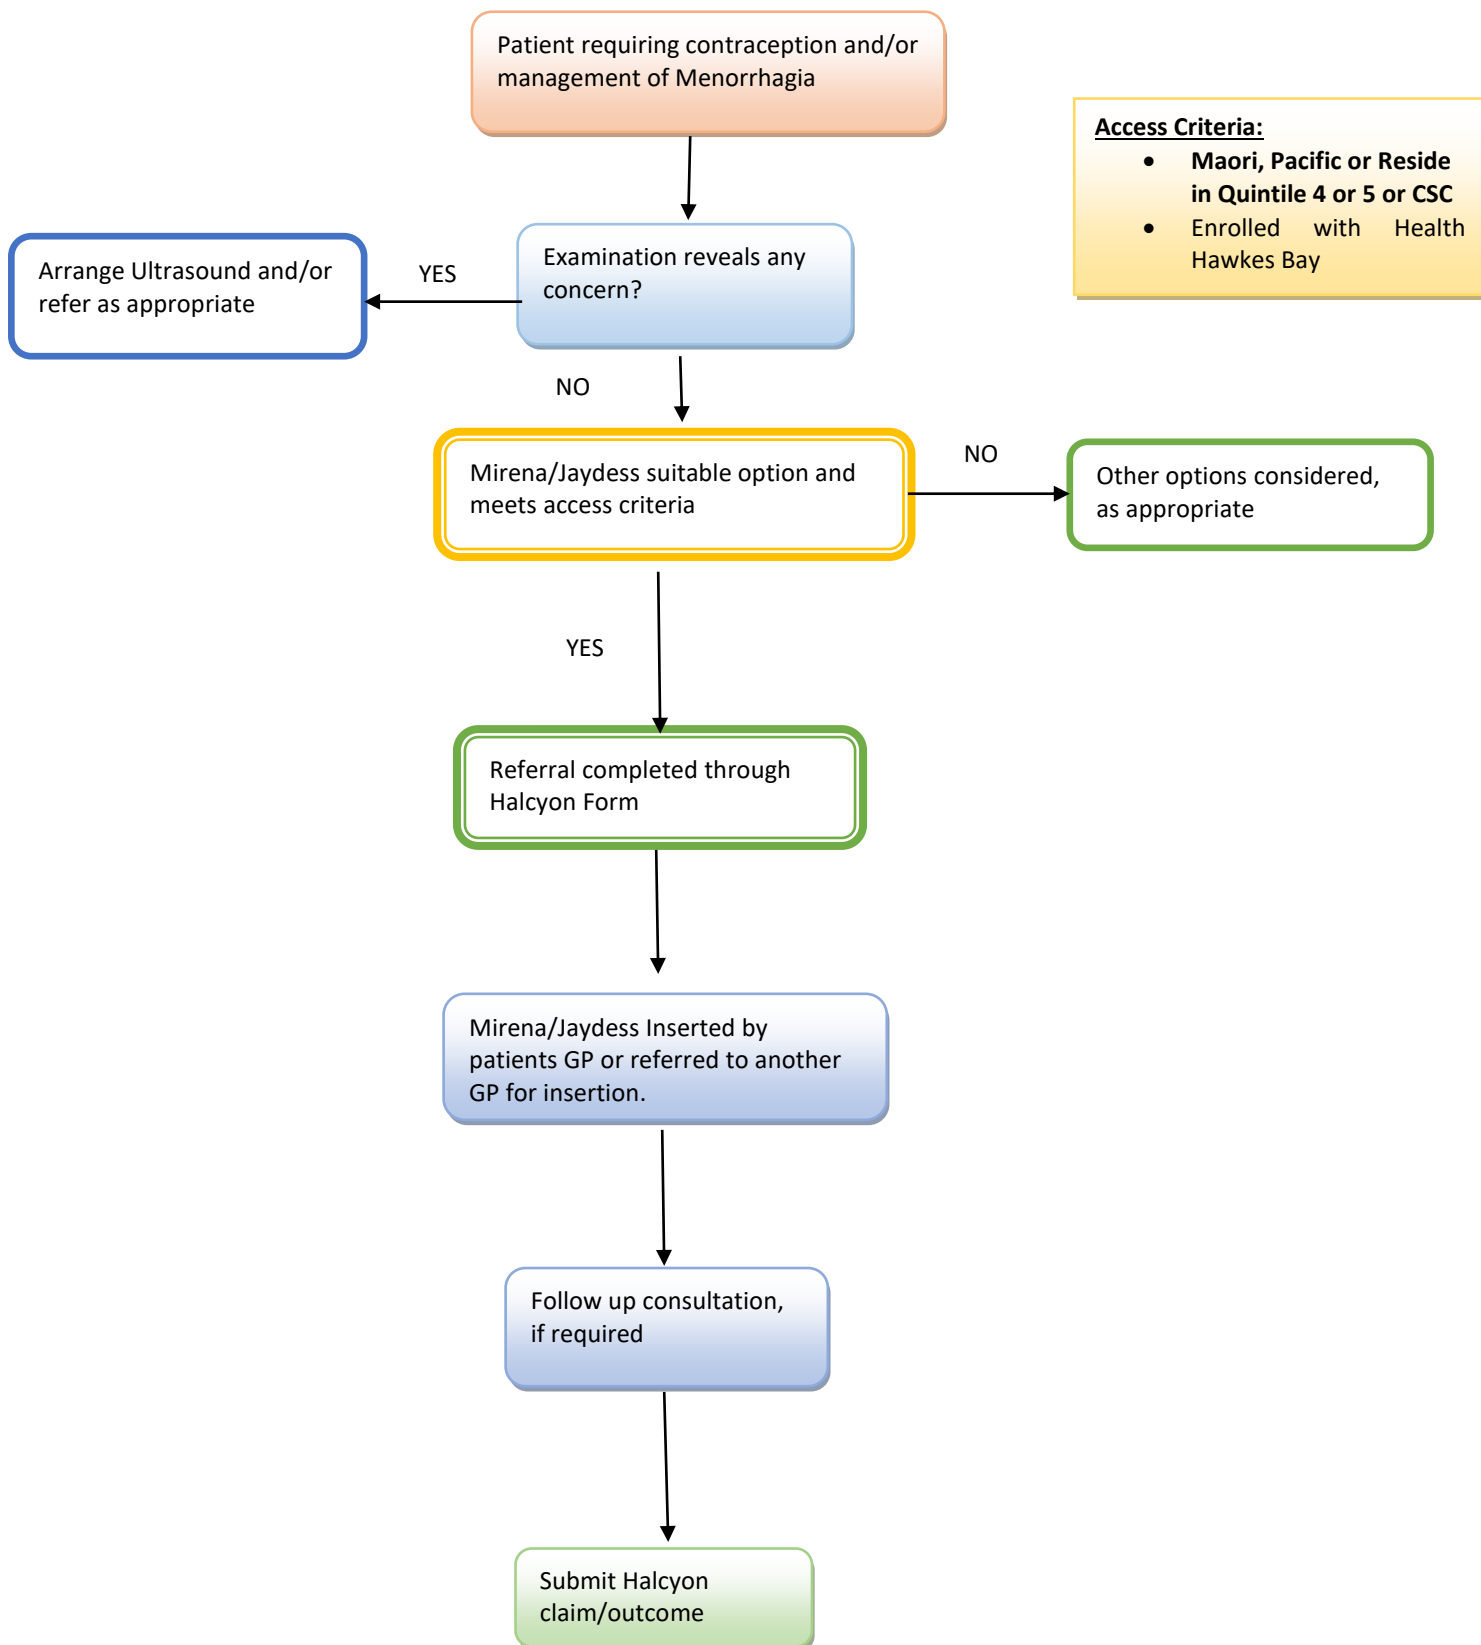 Patient requiring contraception and/or
management of Menorrhagia
Access Criteria:
• Maori, Pacific or Reside
in Quintile 4 or 5 or CSC
• Enrolled with Health
Hawkes Bay
Examination reveals any
concern?
YES
Arrange Ultrasound and/or
refer as appropriate
NO
Mirena/Jaydess suitable option and
meets access criteria
NO
Other options considered,
as appropriate
YES
Referral completed through
Halcyon Form
Mirena/Jaydess Inserted by
patients GP or referred to another
GP for insertion.
Follow up consultation,
if required
Submit Halcyon
claim/outcome